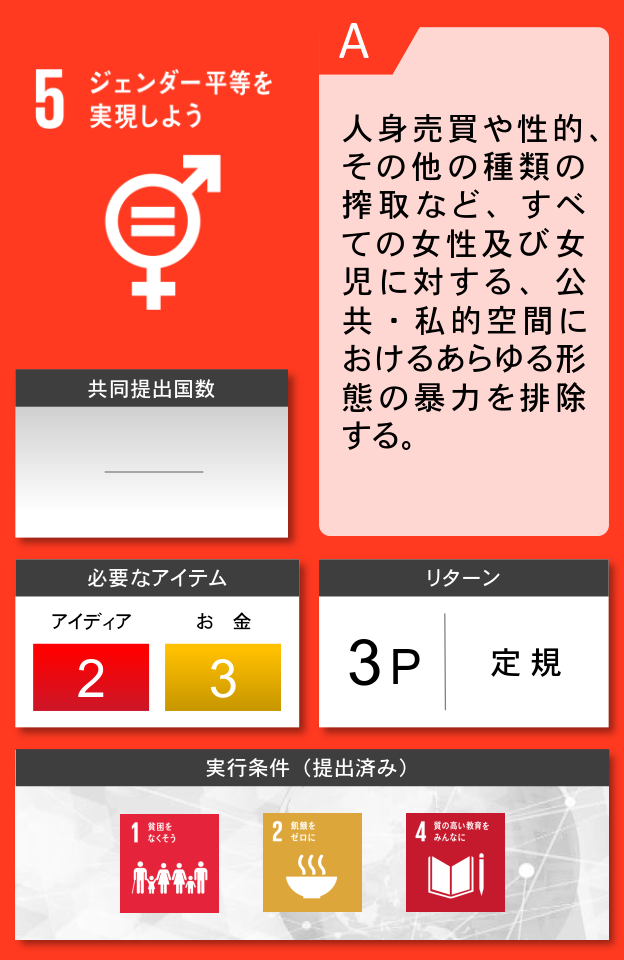 5 ジェンダー平等を
実現しよう
A
人身売買や性的、
その他の種類の
搾取など、すべ
ての女性及び女
児に対する、公
共・私的空間に
おけるあらゆる形
態の暴力を排除
する。
共同提出国数
必要なアイテム
アイディア お 金
2 3
リターン
3P 定規
実行条件(提出済み)
1 貧困を
なくそう
2 飢餓を
ゼロに
4 質の高い教育を
みんなに